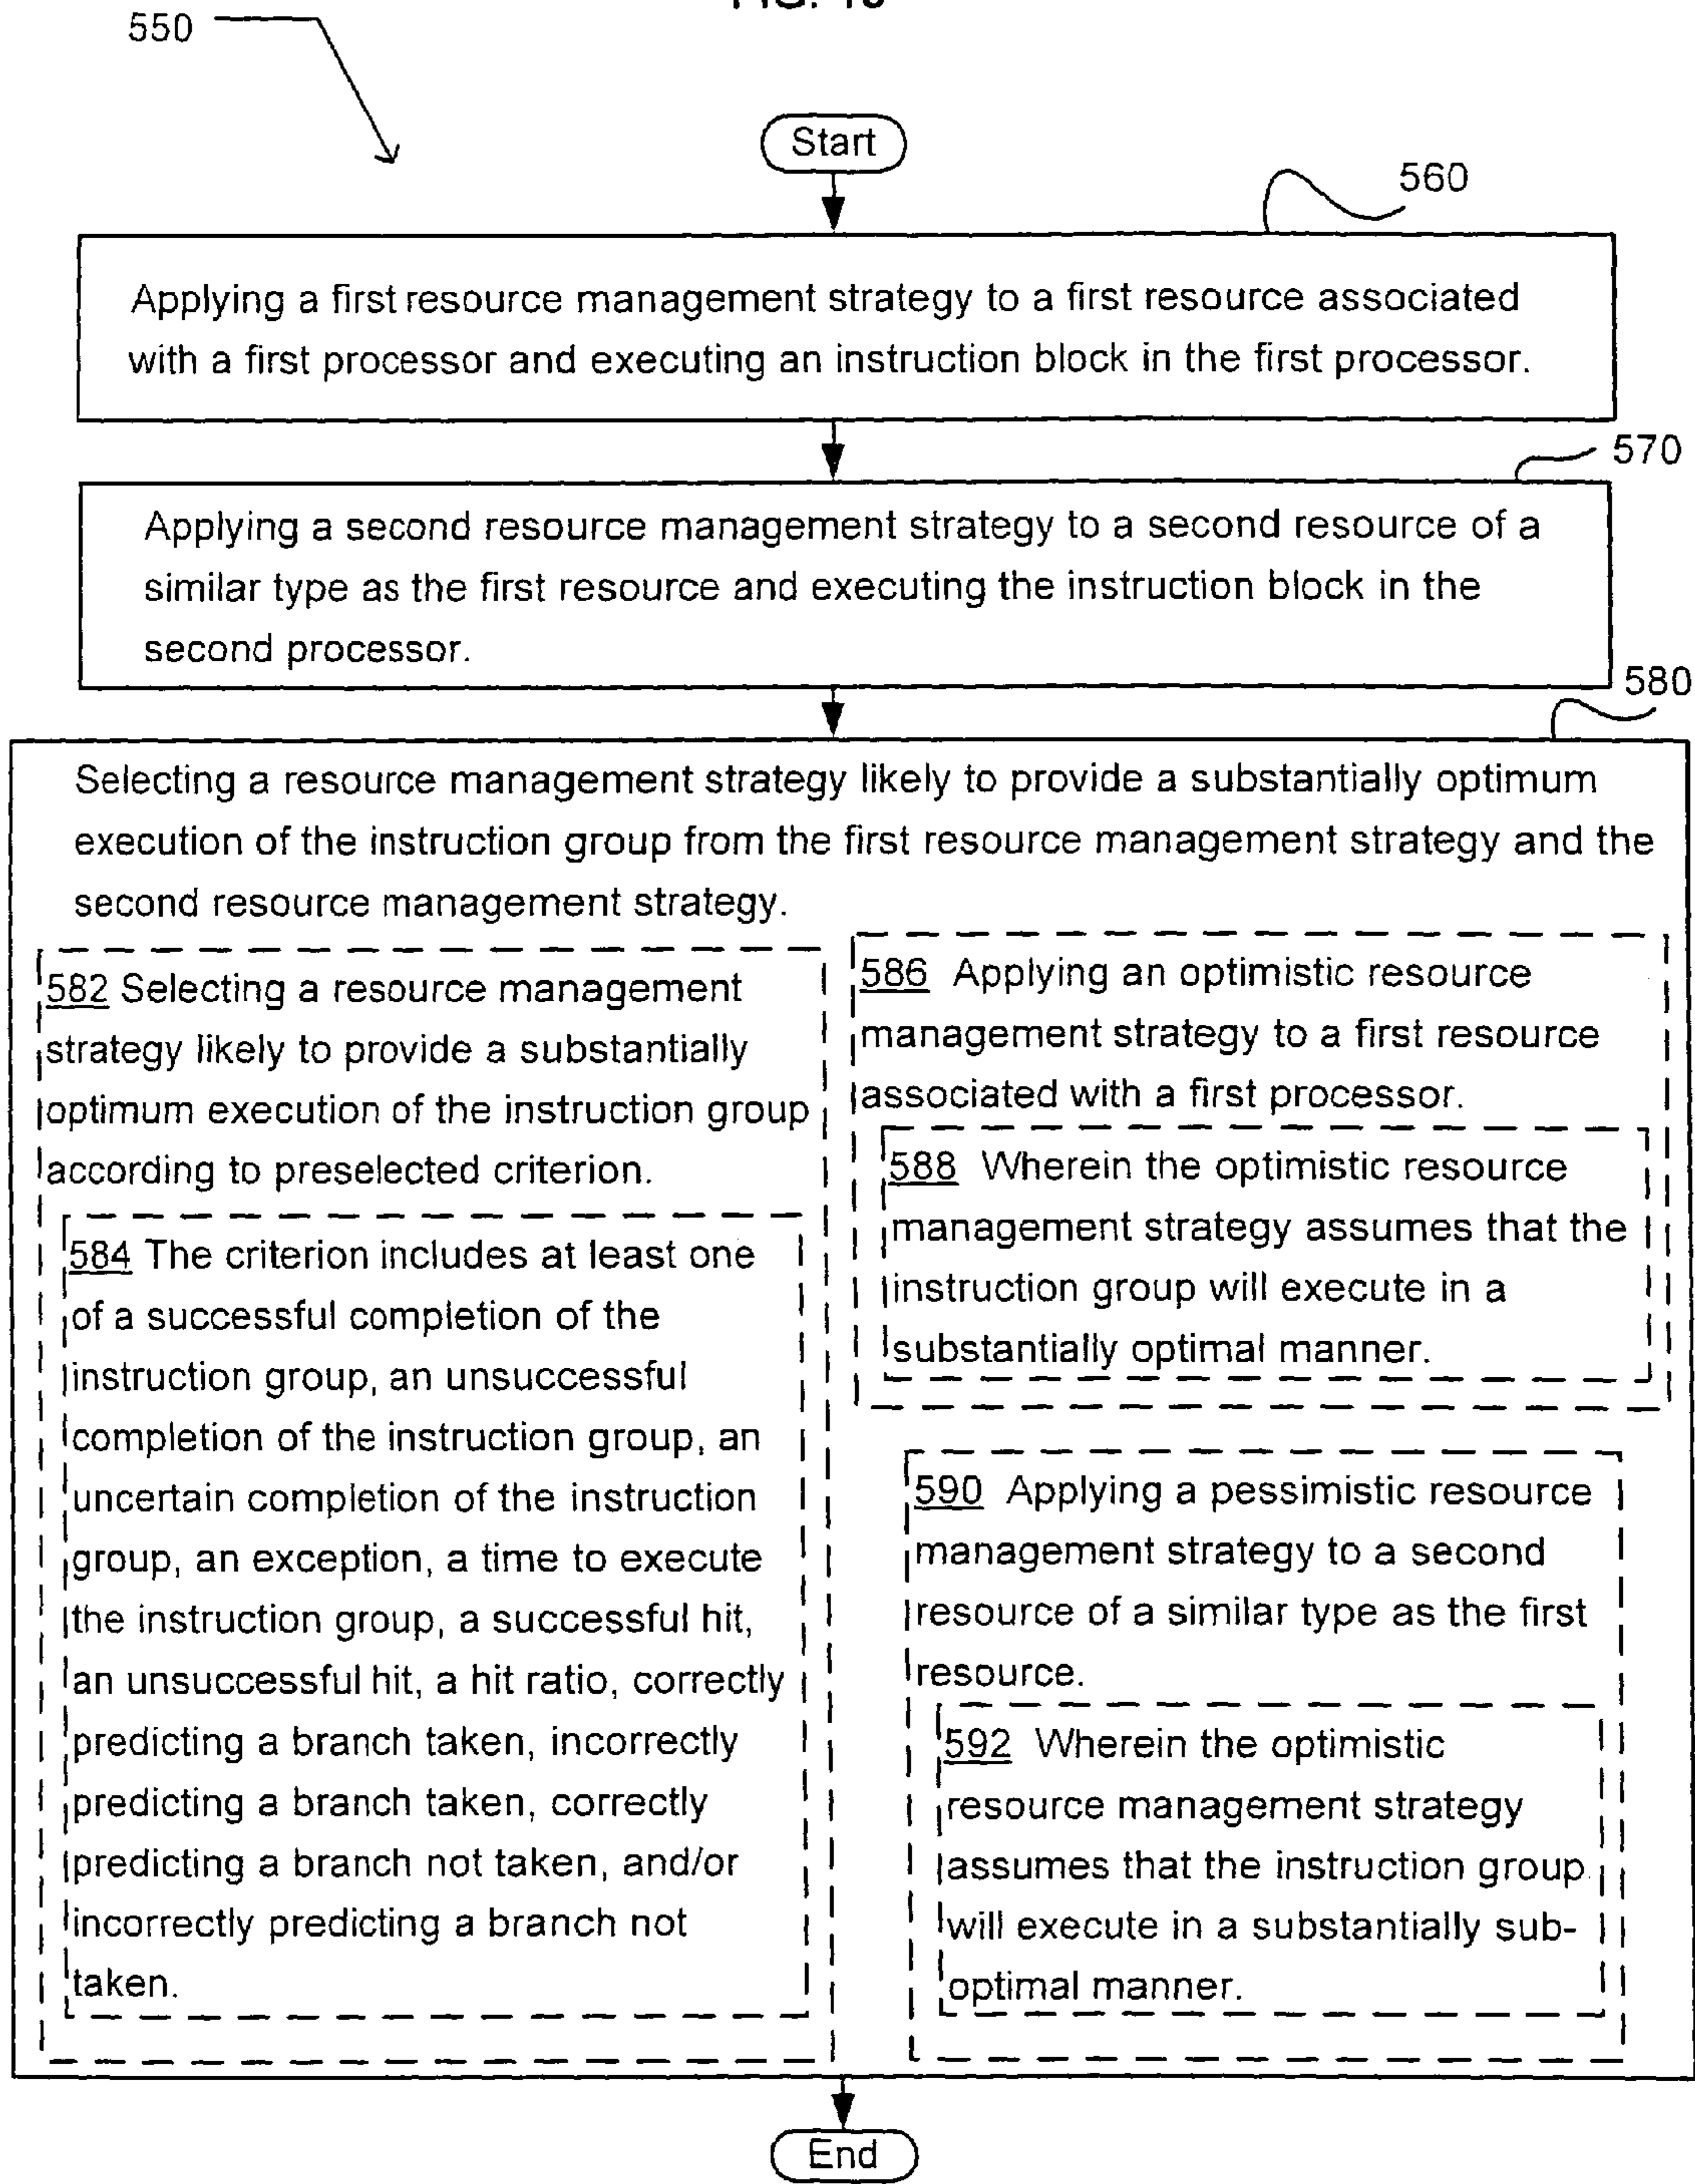 550
Start
560
Applying a first resource management strategy to a first resource associated
with a first processor and executing an instruction block in the first processor.
570
Applying a second resource management strategy to a second resource of a
similar type as the first resource and executing the instruction block in the
second processor.
580
Selecting a resource management strategy likely to provide a substantially optimum
execution of the instruction group from the first resource management strategy and the
second resource management strategy.
582 Selecting a resource management
strategy likely to provide a substantially
optimum execution of the instruction group
according to preselected criterion.
584 The criterion includes at least one
of a successful completion of the
instruction group, an unsuccessful
completion of the instruction group, an
uncertain completion of the instruction
group, an exception, a time to execute
the instruction group, a successful hit,
an unsuccessful hit, a hit ratio, correctly
predicting a branch taken, incorrectly
predicting a branch taken, correctly
predicting a branch not taken, and/or
incorrectly predicting a branch not
taken.
586 Applying an optimistic resource
management strategy to a first resource
associated with a first processor.
588 Wherein the optimistic resource
management strategy assumes that the
instruction group will execute in a
substantially optimal manner.
590 Applying a pessimistic resource
management strategy to a second
resource of a similar type as the first
resource.
592 Wherein the optimistic
resource management strategy
assumes that the instruction group
will execute in a substantially sub-
optimal manner.
End